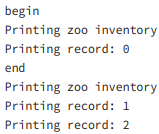 begin
Printing zoo inventory
Printing record: 0
end
Printing zoo inventory
Printing record: 1
Printing record: 2